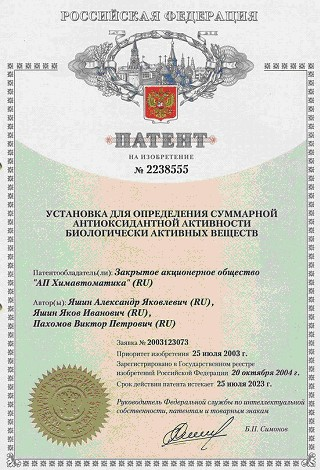 РОССИЙСКАЯ ФЕДЕРАЦИЯ
ПАТЕНТ
НА ИЗОБРЕТЕНИЕ
№ 2238555
УСТАНОВКА ДЛЯ ОПРЕДЕЛЕНИЯ СУММАРНОЙ
АНТИОКСИДАНТНОЙ АКТИВНОСТИ
БИОЛОГИЧЕСКИ АКТИВНЫХ ВЕЩЕСТВ
Патентообладатель(ли): Закрытое акционерное общество
"АП Химавтоматика" (RU)
Автор(ы): Яшин Александр Яковлевич (RU),
Яшин Яков Иванович (RU),
Пахомов Виктор Петрович (RU)
Заявка № 2003123073
Приоритет изобретения 25 июля 2003 г.
Зарегистрировано в Государственном реестре
изобретений Российской Федерации 20 октября 2004 г.
Срок действия патента истекает 25 июля 2023 г.
Руководитель Федеральной службы по интеллектуальной
собственности, патентам и товарным знакам
Б.П. Симонов